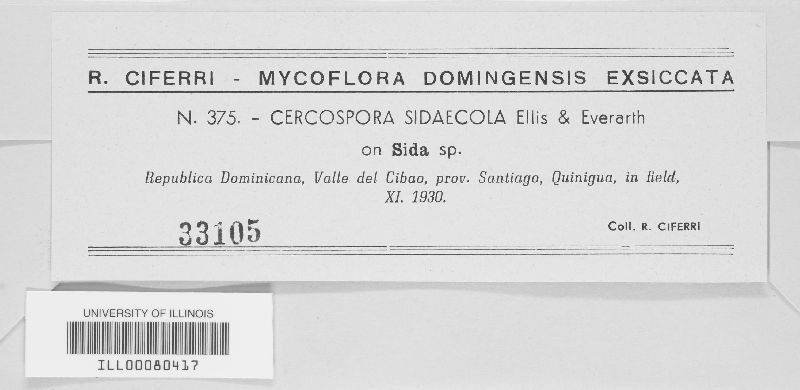 R. CIFERRI - MYCOFLORA DOMINGENSIS EXSICCATA
N. 375. - CERCOSPORA SIDAECOLA Ellis & Everarth
on Sida sp.
Republica Dominicana, Valle del Cibao, prov. Santiago, Quinigua, in field,
XI. 1930.
33105
Coll. R. CIFERRI
UNIVERSITY OF ILLINOIS
ILL00080417